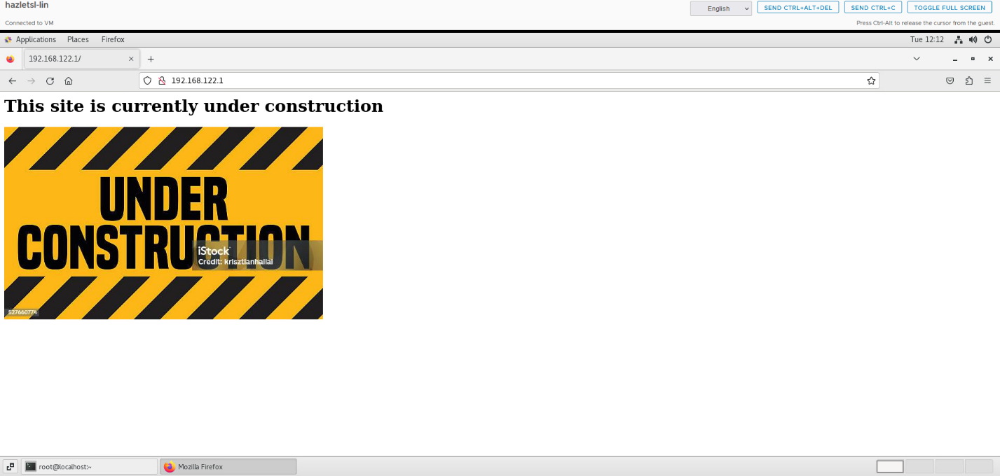 hazletsl-lin
English
SEND CTRL+ALT+DEL
SEND CTRL+C
TOGGLE FULL SCREEN
Connected to VM
Press Ctrl-Alt to release the cursor from the guest.
Applications Places Firefox
Tue 12:12
192.168.122.1/
192.168.122.1
This site is currently under construction
UNDER
CONSTRUCTION
iStock
Credit: krisztianhallai
527660774
root@localhost:~
Mozilla Firefox